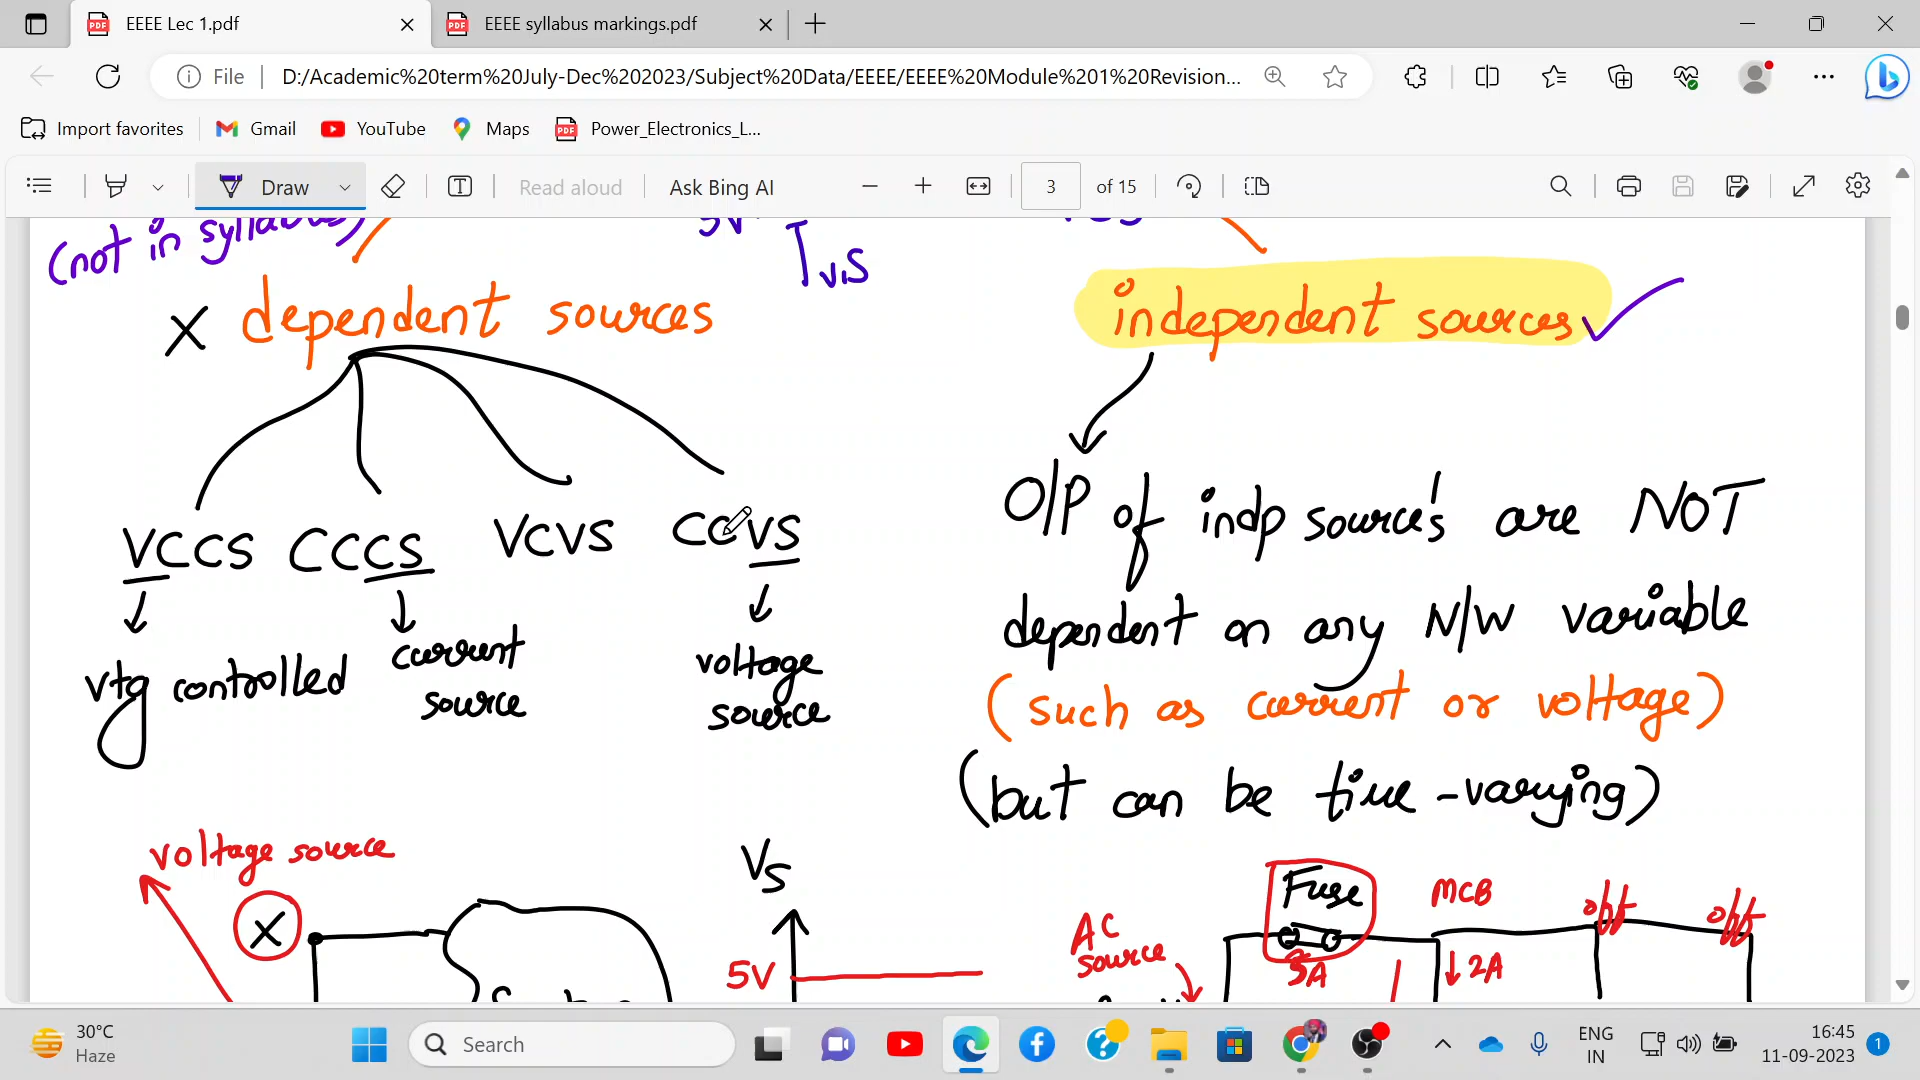 EEEE Lec 1.pdf
EEEE syllabus markings.pdf
File
D:/Academic%20term%20July-Dec%202023/Subject%20Data/EEEE/EEEE%20Module%201%20Revision...
Import favorites
Gmail
YouTube
Maps
Power_Electronics_L...
Draw
Read aloud
Ask Bing AI
3
of 15
(not in syllabus)
5V
I vis
X dependent sources
independent sources
VCCS CCCS VCVS CCVS
vtg controlled
current
source
voltage
source
O/P of indp sources' are NOT
dependent on any N/W variable
(such as current or voltage)
(but can be time-varying)
voltage source
X
Vs
5V
AC
source
Fuse
3A
MCB
2A
off
off
30°C
Haze
Search
ENG
IN
16:45
11-09-2023
1